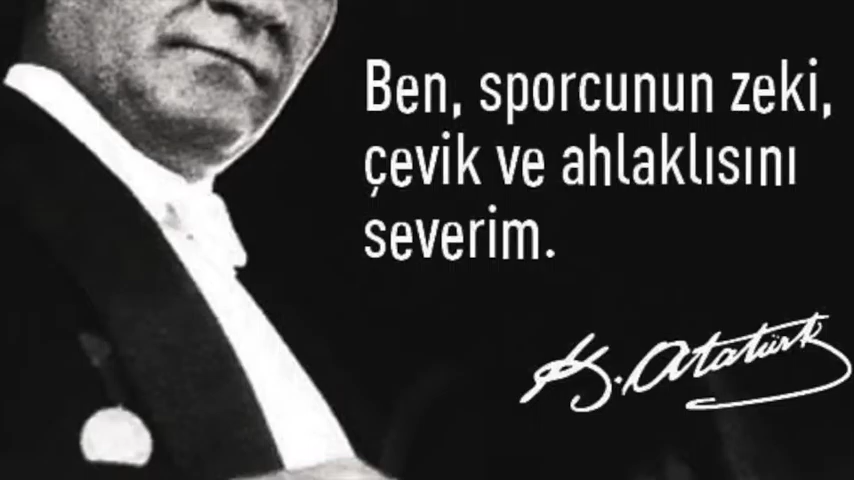 Ben, sporcunun zeki,
çevik ve ahlaklısını
severim.
K. Atatürk